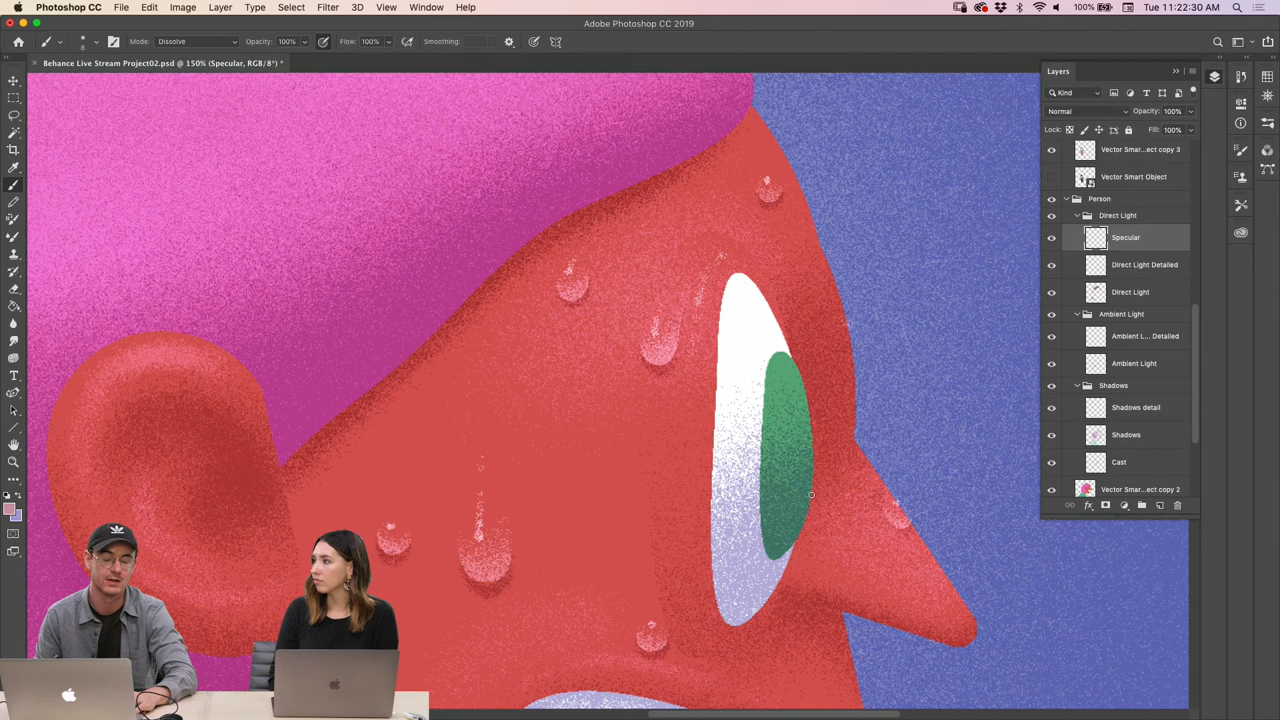 Photoshop CC File Edit Image Layer Type Select Filter 3D View Window Help 100% Tue 11:22:30 AM
Adobe Photoshop CC 2019
8 Mode: Dissolve Opacity: 100% Flow: 100% Smoothing:
Behance Live Stream Project02.psd @ 150% (Specular, RGB/8*) *
Layers
Kind
Normal Opacity: 100%
Lock: Fill: 100%
Vector Smar...ect copy 3
Vector Smart Object
Person
Direct Light
Specular
Direct Light Detailed
Direct Light
Ambient Light
Ambient L... Detailed
Ambient Light
Shadows
Shadows detail
Shadows
Cast
Vector Smar...ect copy 2
fx